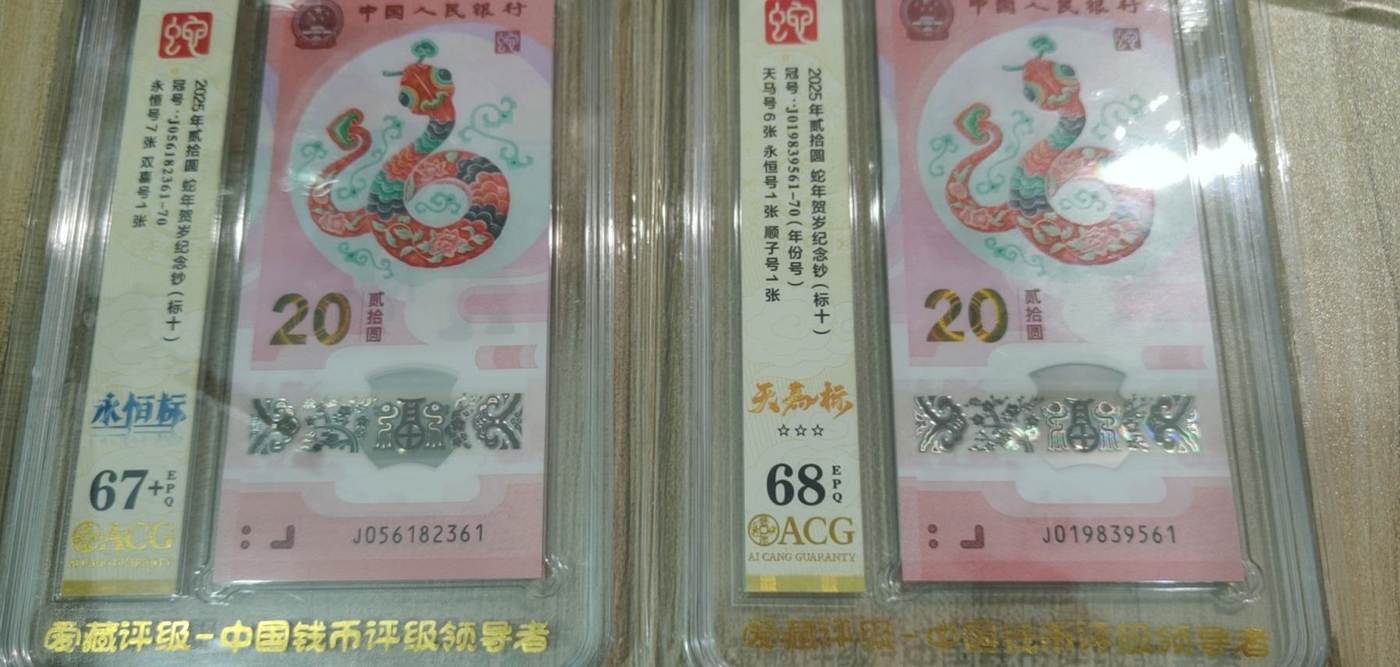 蛇
2025年贰拾圆 蛇年贺岁纪念钞（标十）
冠号：J056182361-70
永恒号7张 双嘉号1张
永恒标
67+
EPQ
ACG
AI CANG GUARANTY
中国人民银行
20
贰拾圆
J056182361
爱藏评级-中国钱币评级领导者
蛇
2025年贰拾圆 蛇年贺岁纪念钞（标十）
冠号：J019839561-70（年份号）
天马号6张 永恒号1张 顺子号1张
天马标
☆☆☆
68
EPQ
ACG
AI CANG GUARANTY
中国人民银行
20
贰拾圆
J019839561
爱藏评级-中国钱币评级领导者